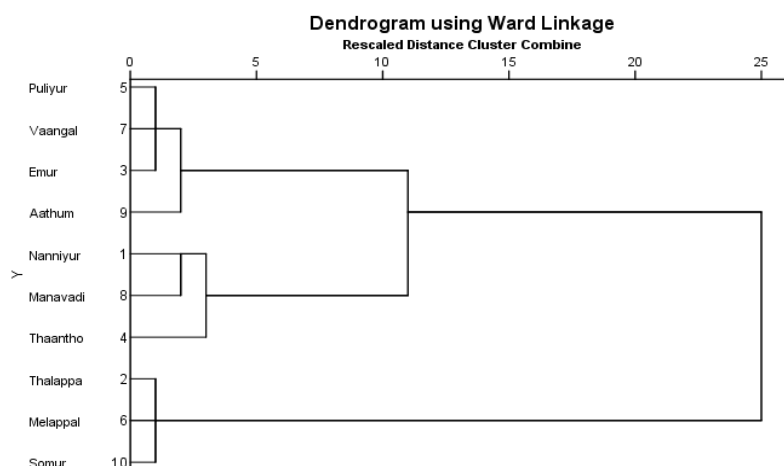 Dendrogram using Ward Linkage
Rescaled Distance Cluster Combine
0 5 10 15 20 25
Puliyur 5
Vaangal 7
Emur 3
Aathum 9
Nanniyur 1
Y
Manavadi 8
Thaantho 4
Thalappa 2
Melappal 6
Somur 10